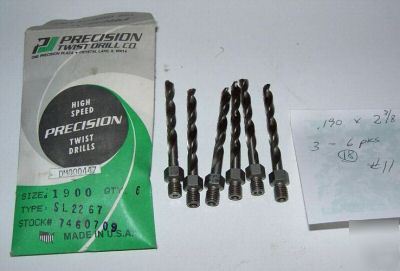 PRECISION
TWIST DRILL CO.
ONE PRECISION PLAZA • CRYSTAL LAKE, IL 60014
HIGH
SPEED
PRECISION
TWIST
DRILLS
SIZE: 1900 QTY 6
TYPE: SL2267
STOCK# 7460709
MADE IN U.S.A.
.190 x 2 3/8
3 - 6 pks
18
#11